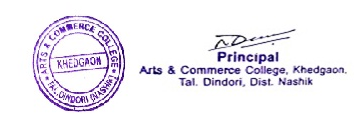 ARTS & COMMERCE COLLEGE
KHEDGAON
TAL. DINDORI (NASHIK)
Principal
Arts & Commerce College, Khedgaon.
Tal. Dindori, Dist. Nashik